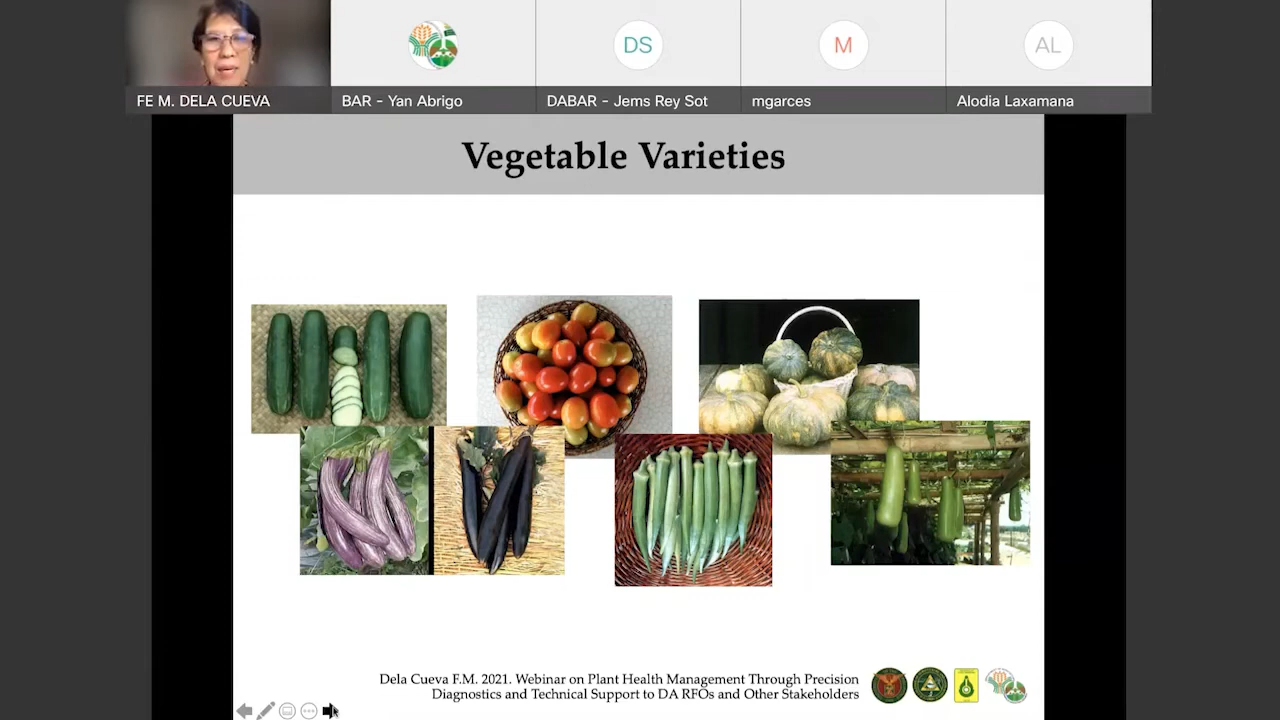 FE M. DELA CUEVA
BAR - Yan Abrigo
DS
DABAR - Jems Rey Sot
M
mgarces
AL
Alodia Laxamana
Vegetable Varieties
Dela Cueva F.M. 2021. Webinar on Plant Health Management Through Precision
Diagnostics and Technical Support to DA RFOs and Other Stakeholders